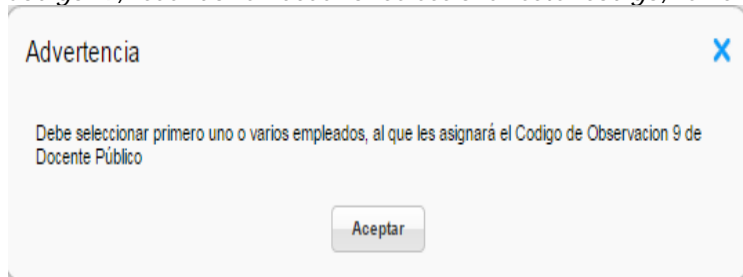 Advertencia
Debe seleccionar primero uno o varios empleados, al que les asignará el Codigo de Observacion 9 de
Docente Público
Aceptar